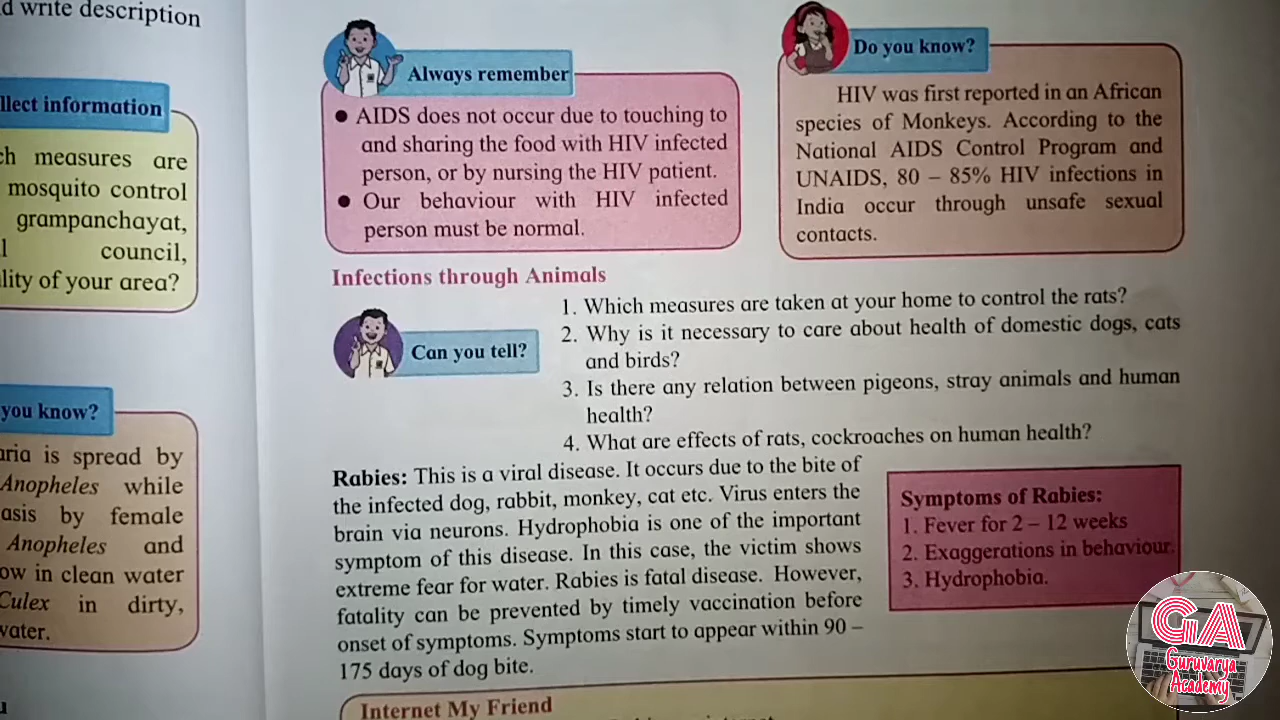 d write description
llect information
ch measures are
mosquito control
grampanchayat,
l council,
lity of your area?
you know?
aria is spread by
Anopheles while
asis by female
Anopheles and
ow in clean water
Culex in dirty,
water.
Always remember
● AIDS does not occur due to touching to
and sharing the food with HIV infected
person, or by nursing the HIV patient.
● Our behaviour with HIV infected
person must be normal.
Do you know?
HIV was first reported in an African
species of Monkeys. According to the
National AIDS Control Program and
UNAIDS, 80 – 85% HIV infections in
India occur through unsafe sexual
contacts.
Infections through Animals
Can you tell?
1. Which measures are taken at your home to control the rats?
2. Why is it necessary to care about health of domestic dogs, cats
and birds?
3. Is there any relation between pigeons, stray animals and human
health?
4. What are effects of rats, cockroaches on human health?
Rabies: This is a viral disease. It occurs due to the bite of
the infected dog, rabbit, monkey, cat etc. Virus enters the
brain via neurons. Hydrophobia is one of the important
symptom of this disease. In this case, the victim shows
extreme fear for water. Rabies is fatal disease. However,
fatality can be prevented by timely vaccination before
onset of symptoms. Symptoms start to appear within 90 –
175 days of dog bite.
Symptoms of Rabies:
1. Fever for 2 – 12 weeks
2. Exaggerations in behaviour.
3. Hydrophobia.
Internet My Friend
GA
Guruvarya
Academy